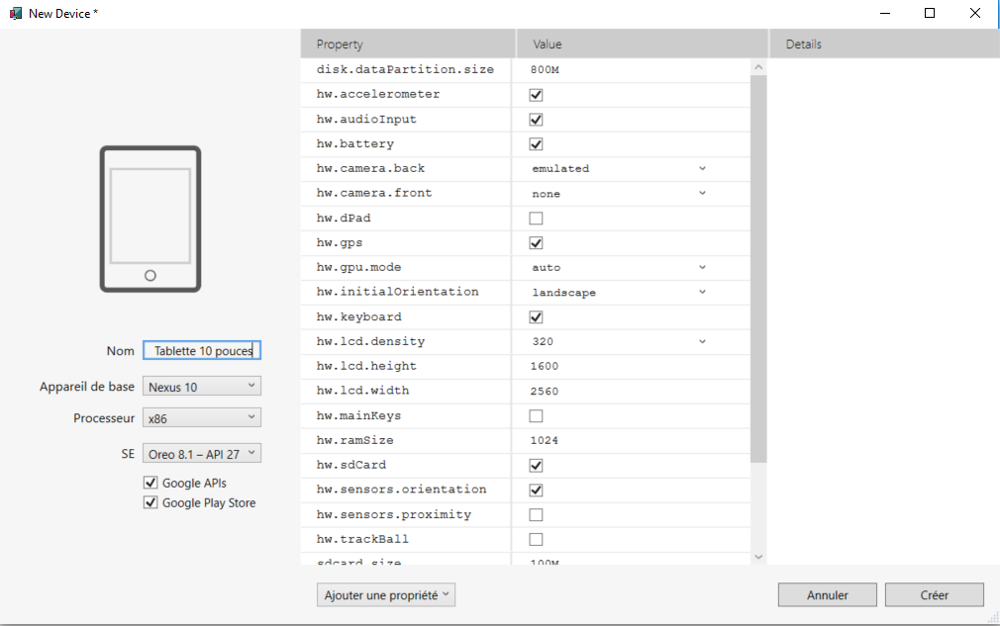 New Device *
Property Value Details
disk.dataPartition.size 800M
hw.accelerometer
hw.audioInput
hw.battery
hw.camera.back emulated
hw.camera.front none
hw.dPad
hw.gps
hw.gpu.mode auto
hw.initialOrientation landscape
hw.keyboard
hw.lcd.density 320
hw.lcd.height 1600
hw.lcd.width 2560
hw.mainKeys
hw.ramSize 1024
hw.sdCard
hw.sensors.orientation
hw.sensors.proximity
hw.trackBall
sdcard.size 100M
Nom Tablette 10 pouces
Appareil de base Nexus 10
Processeur x86
SE Oreo 8.1 – API 27
Google APIs
Google Play Store
Ajouter une propriété
Annuler
Créer